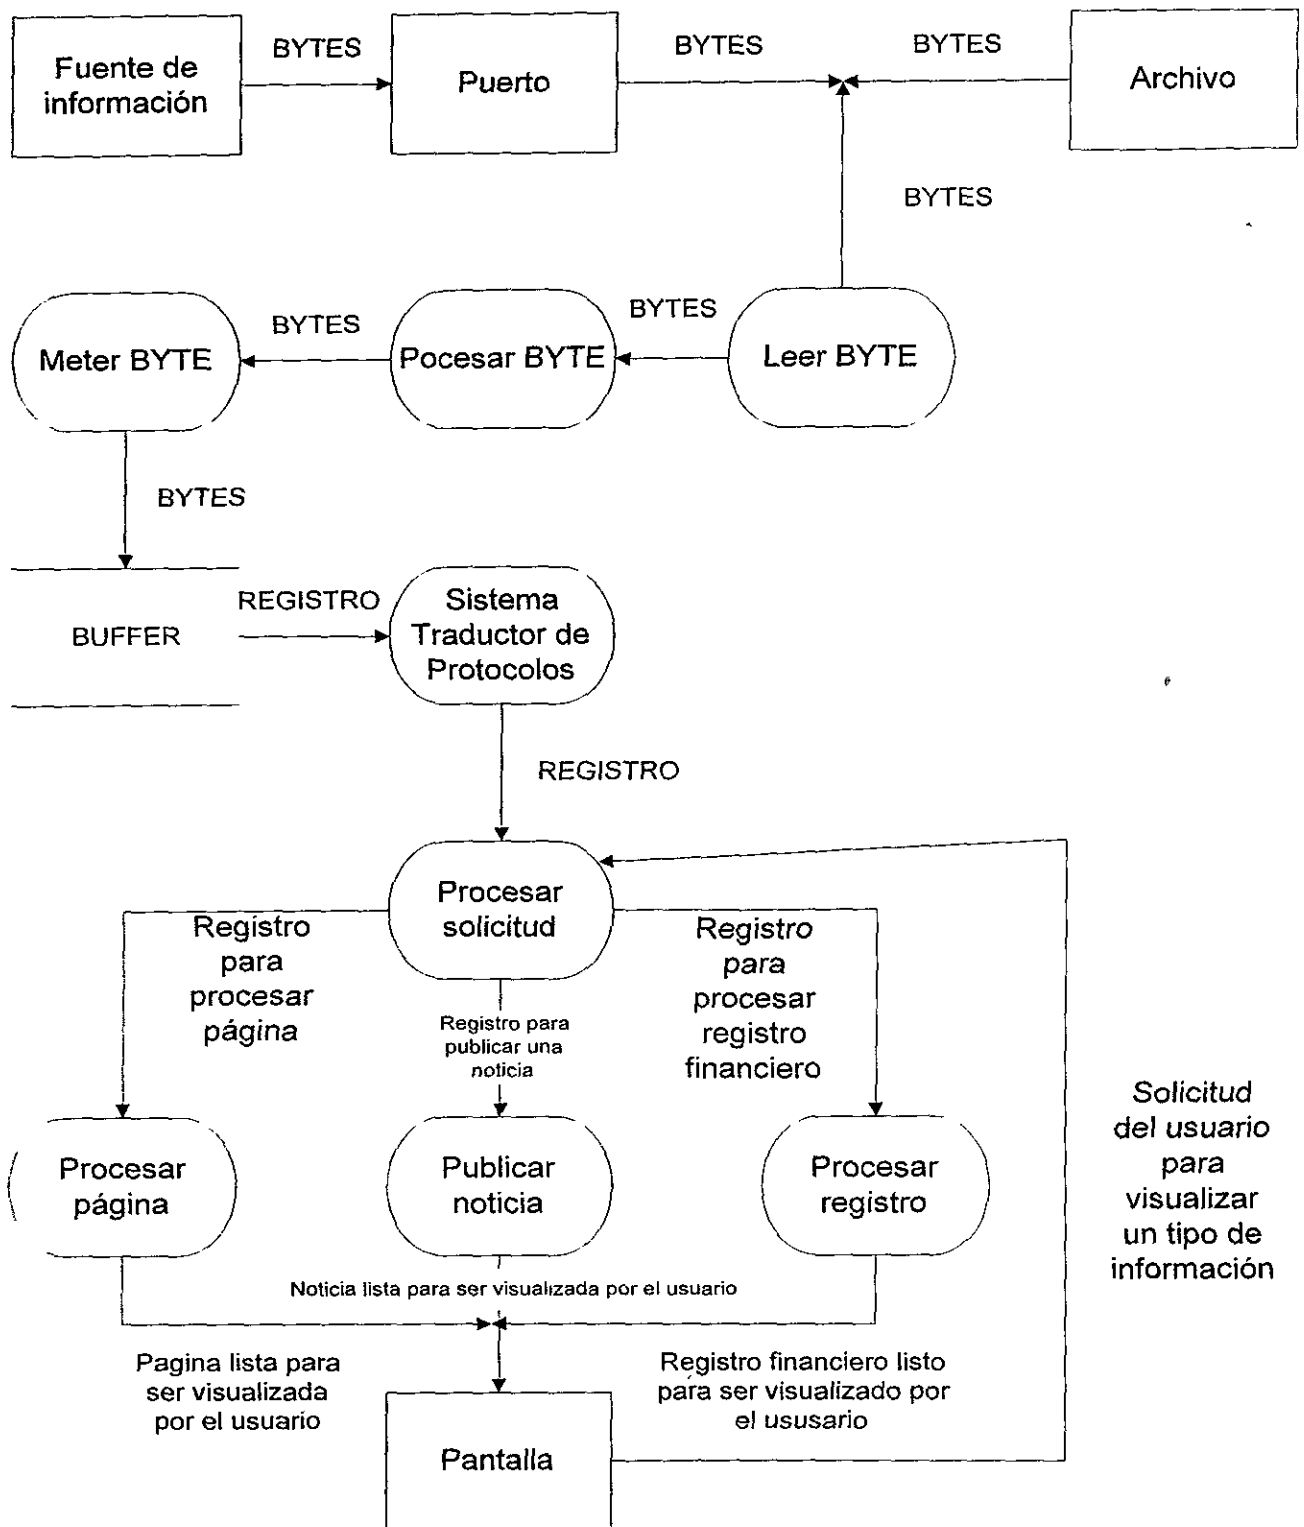 BYTES
BYTES
BYTES
Fuente de
información
Puerto
Archivo
BYTES
BYTES
BYTES
Meter BYTE
Pocesar BYTE
Leer BYTE
BYTES
BUFFER
REGISTRO
Sistema
Traductor de
Protocolos
REGISTRO
Procesar
solicitud
Registro
para
procesar
página
Registro para
publicar una
noticia
Registro
para
procesar
registro
financiero
Solicitud
del usuario
para
visualizar
un tipo de
información
Procesar
página
Publicar
noticia
Procesar
registro
Noticia lista para ser visualizada por el usuario
Pagina lista para
ser visualizada
por el usuario
Registro financiero listo
para ser visualizado por
el ususario
Pantalla